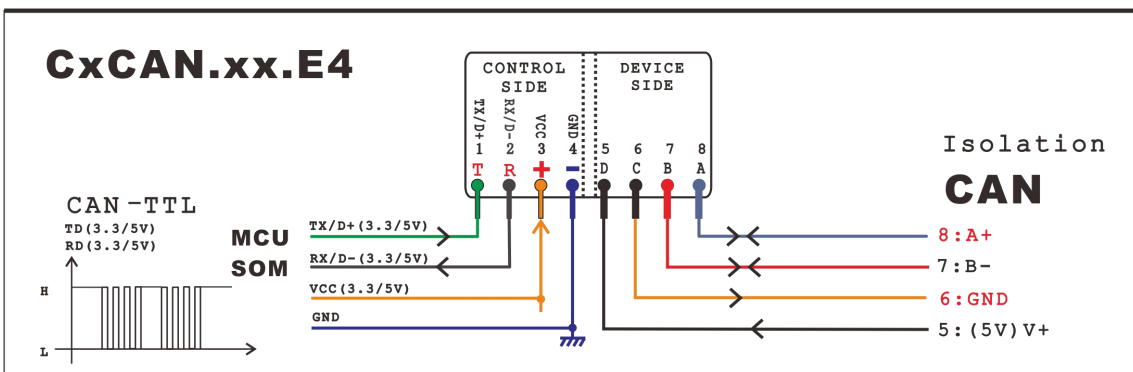 CxCAN.xx.E4
CONTROL
SIDE
DEVICE
SIDE
TX/D+
RX/D-
VCC
GND
1 2 3 4 5 6 7 8
T R + - D C B A
Isolation
CAN
CAN-TTL
TD(3.3/5V)
RD(3.3/5V)
H
L
MCU
SOM
TX/D+(3.3/5V)
RX/D-(3.3/5V)
VCC(3.3/5V)
GND
8:A+
7:B-
6:GND
5:(5V)V+